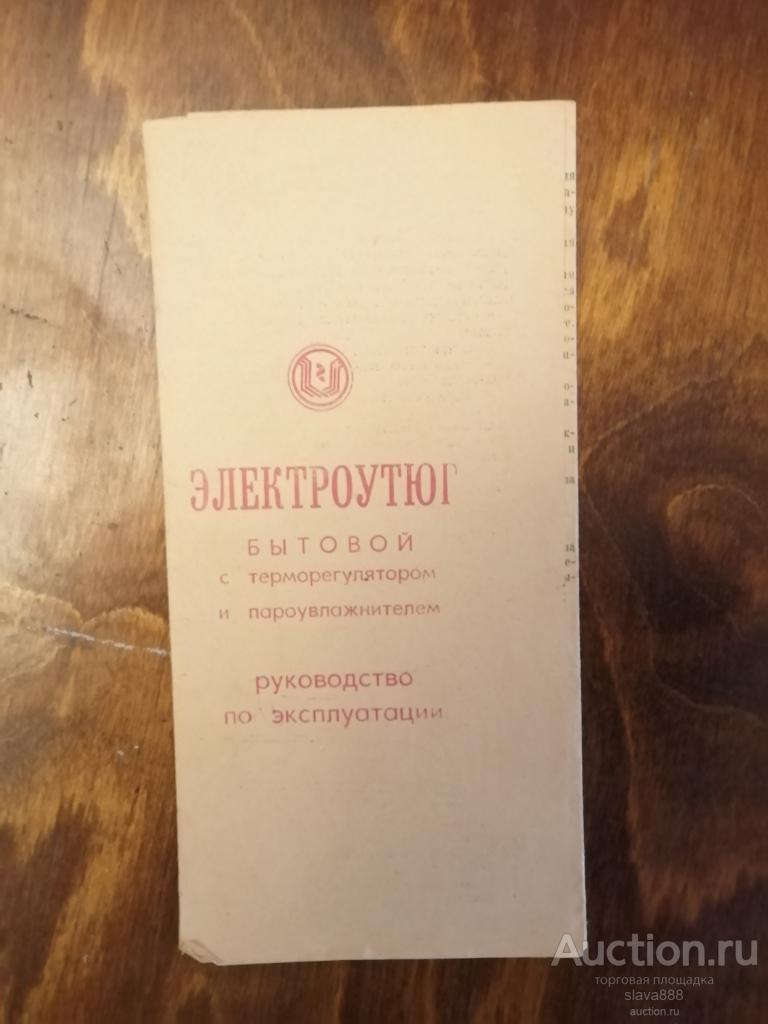 ЭЛЕКТРОУТЮГ
БЫТОВОЙ
с терморегулятором
и пароувлажнителем
руководство
по эксплуатации
Auction.ru
торговая площадка
slava888
auction.ru